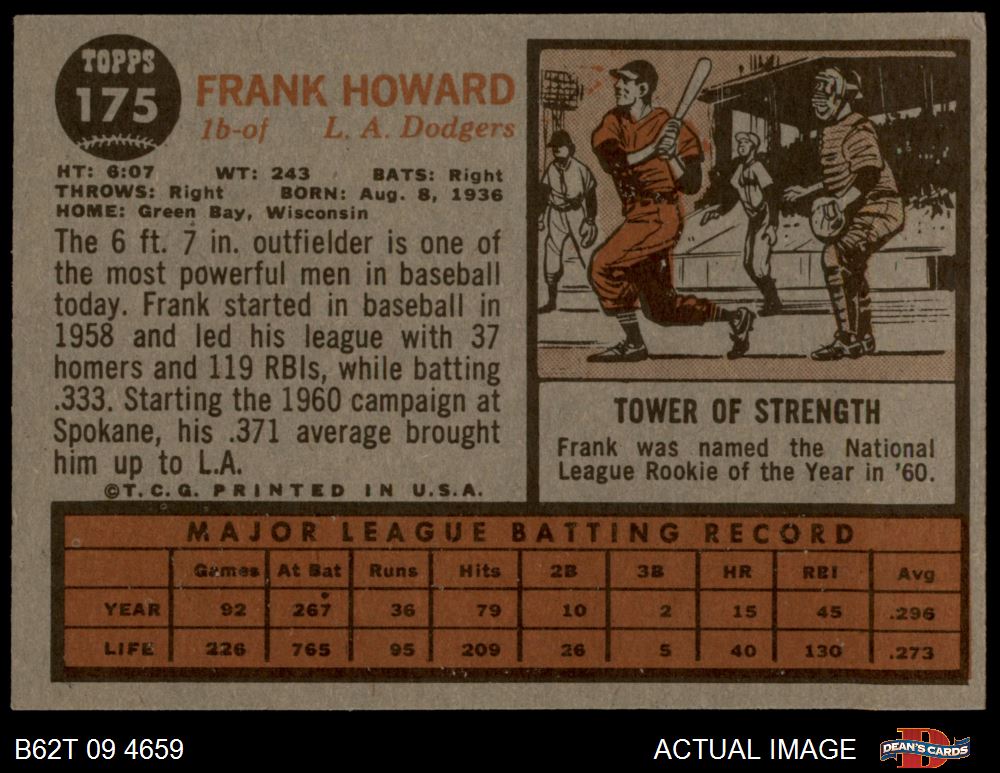 TOPPS
175
FRANK HOWARD
1b-of L. A. Dodgers
HT: 6:07 WT: 243 BATS: Right
THROWS: Right BORN: Aug. 8, 1936
HOME: Green Bay, Wisconsin
The 6 ft. 7 in. outfielder is one of
the most powerful men in baseball
today. Frank started in baseball in
1958 and led his league with 37
homers and 119 RBIs, while batting
.333. Starting the 1960 campaign at
Spokane, his .371 average brought
him up to L.A.
©T.C.G. PRINTED IN U.S.A.
TOWER OF STRENGTH
Frank was named the National
League Rookie of the Year in '60.
MAJOR LEAGUE BATTING RECORD
Games At Bat Runs Hits 2B 3B HR RBI Avg
YEAR 92 267 36 79 10 2 15 45 .296
LIFE 226 765 95 209 26 5 40 130 .273
B62T 09 4659 ACTUAL IMAGE DEAN'S CARDS